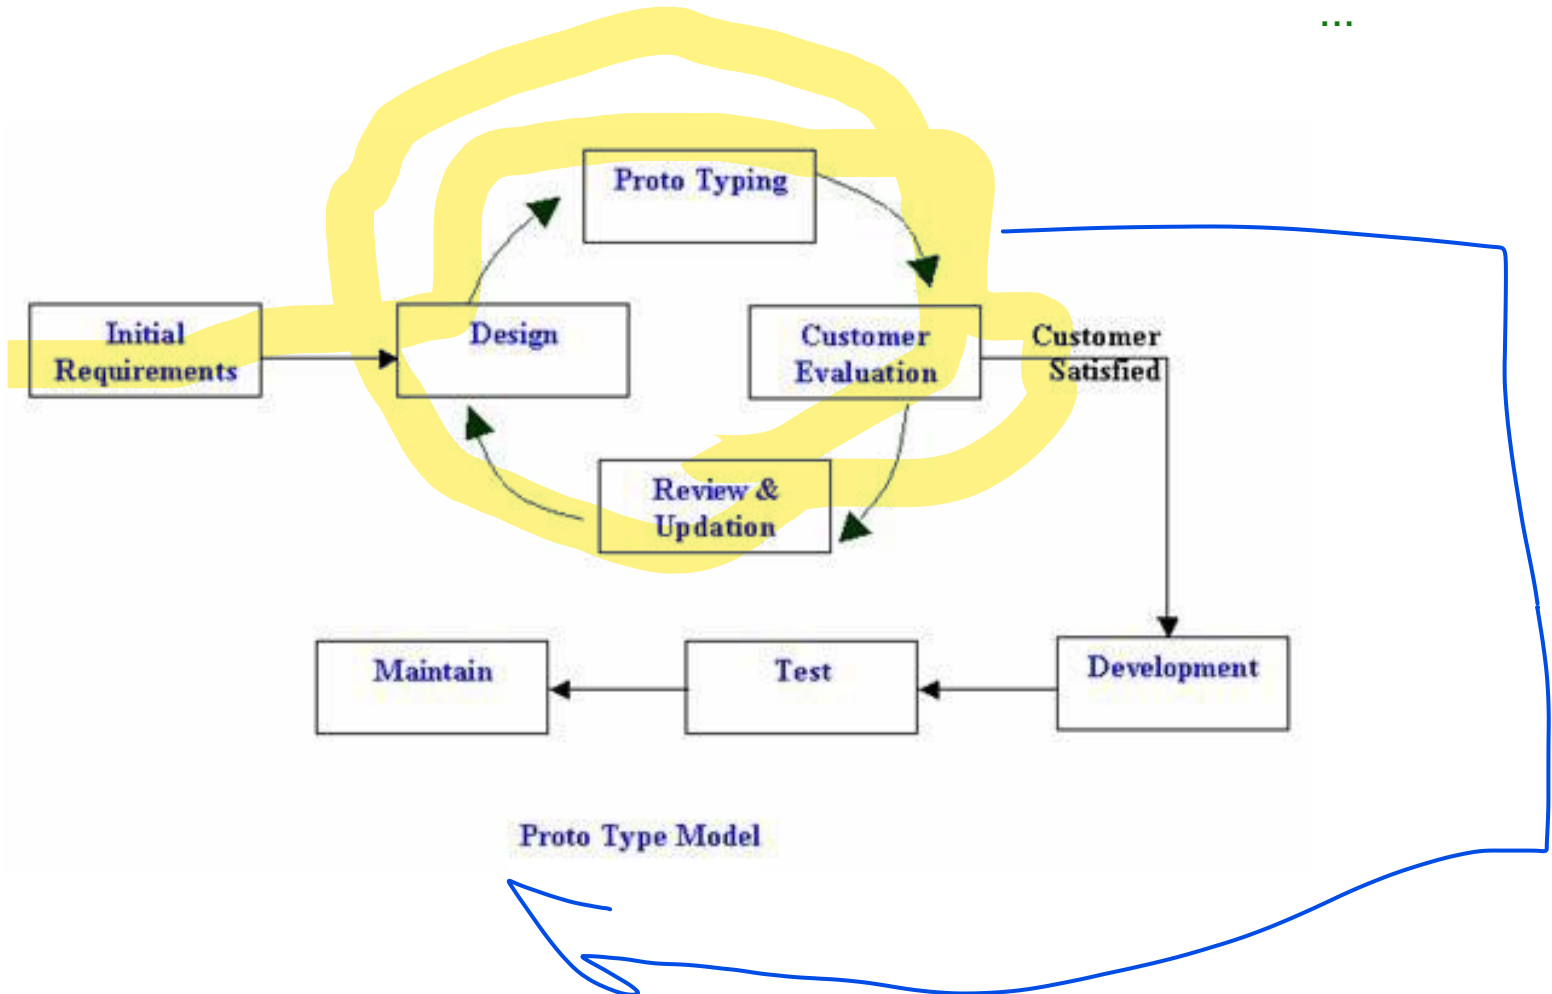 ...
Proto Typing
Initial
Requirements
Design
Customer
Evaluation
Customer
Satisfied
Review &
Updation
Maintain
Test
Development
Proto Type Model